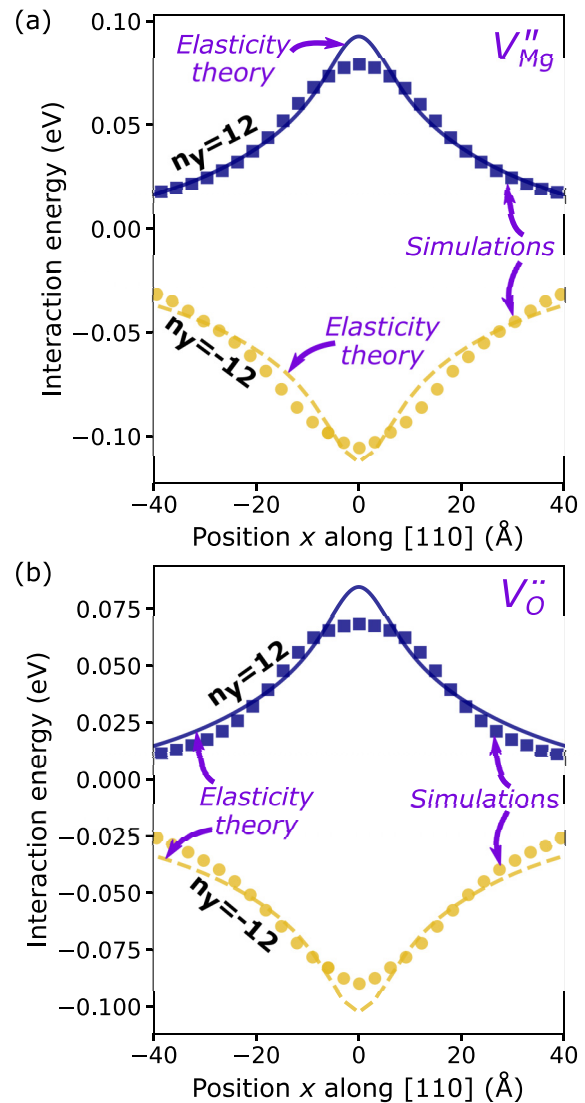 (a)
Elasticity
theory
V″Mg
ny=12
Simulations
Elasticity
theory
ny=-12
Interaction energy (eV)
0.10
0.05
0.00
−0.05
−0.10
−40
−20
0
20
40
Position x along [110] (Å)
(b)
V¨O
ny=12
Elasticity
theory
Simulations
ny=-12
Interaction energy (eV)
0.075
0.050
0.025
0.000
−0.025
−0.050
−0.075
−0.100
−40
−20
0
20
40
Position x along [110] (Å)